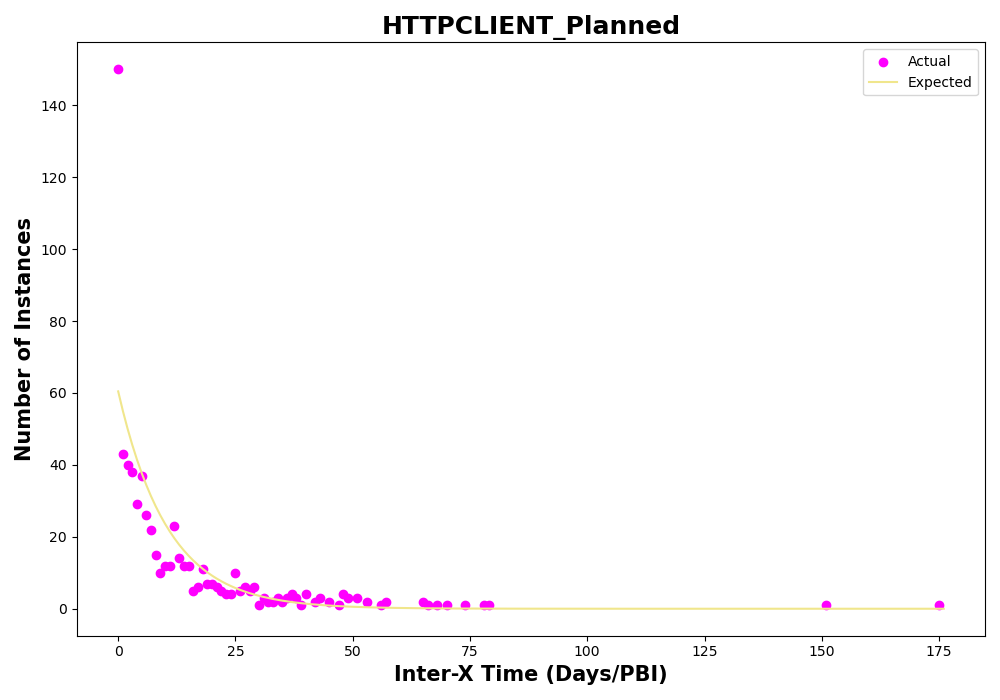 HTTPCLIENT_Planned
Actual
Expected
Number of Instances
140
120
100
80
60
40
20
0
0 25 50 75 100 125 150 175
Inter-X Time (Days/PBI)